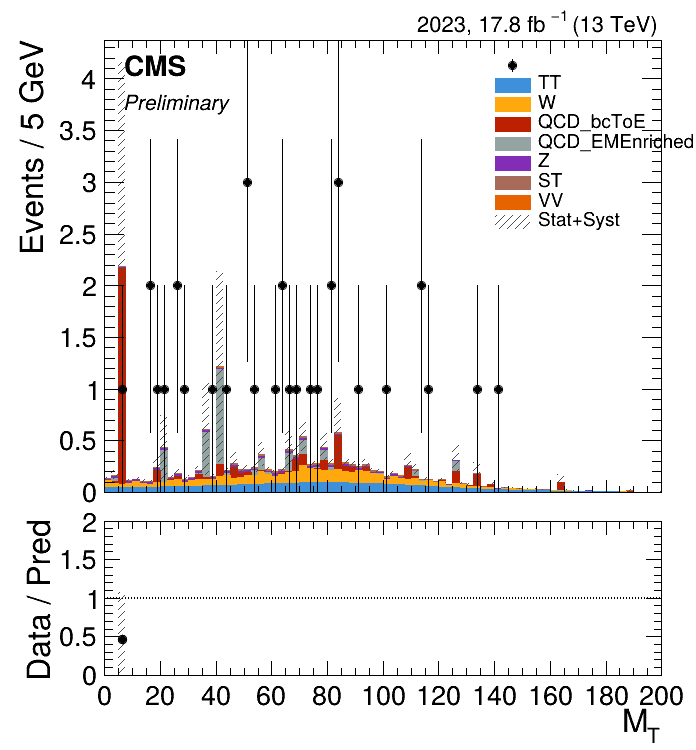 2023, 17.8 fb⁻¹ (13 TeV)
CMS
Preliminary
Events / 5 GeV
4
3.5
3
2.5
2
1.5
1
0.5
0
TT
W
QCD_bcToE
QCD_EMEnriched
Z
ST
VV
Stat+Syst
Data / Pred
2
1.5
1
0.5
0
0 20 40 60 80 100 120 140 160 180 200
M_T